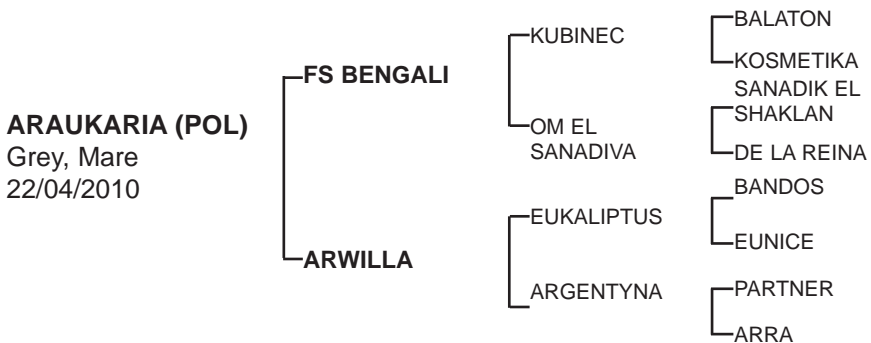 ARAUKARIA (POL)
Grey, Mare
22/04/2010
FS BENGALI
ARWILLA
KUBINEC
OM EL
SANADIVA
EUKALIPTUS
ARGENTYNA
BALATON
KOSMETIKA
SANADIK EL
SHAKLAN
DE LA REINA
BANDOS
EUNICE
PARTNER
ARRA